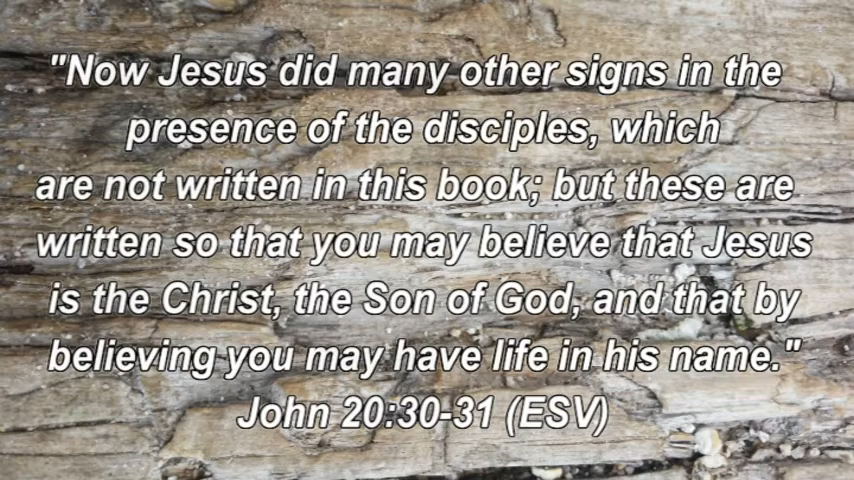 "Now Jesus did many other signs in the
presence of the disciples, which
are not written in this book; but these are
written so that you may believe that Jesus
is the Christ, the Son of God, and that by
believing you may have life in his name."
John 20:30-31 (ESV)